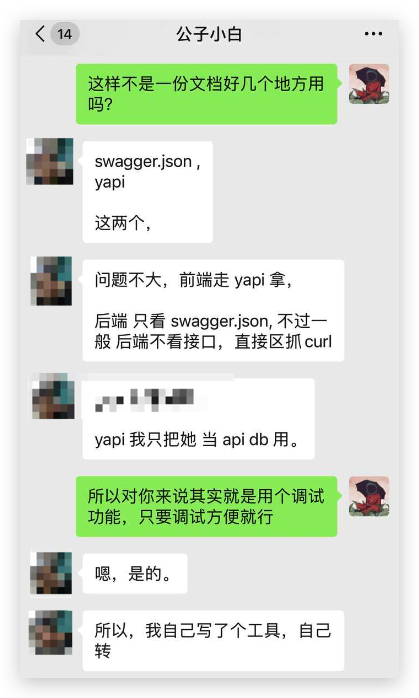 14
公子小白
这样不是一份文档好几个地方用
吗?
swagger.json ,
yapi
这两个，
问题不大，前端走 yapi 拿，
后端 只看 swagger.json, 不过一
般 后端不看接口，直接区抓 curl
yapi 我只把她 当 api db 用。
所以对你来说其实就是用个调试
功能，只要调试方便就行
嗯，是的。
所以，我自己写了个工具，自己
转